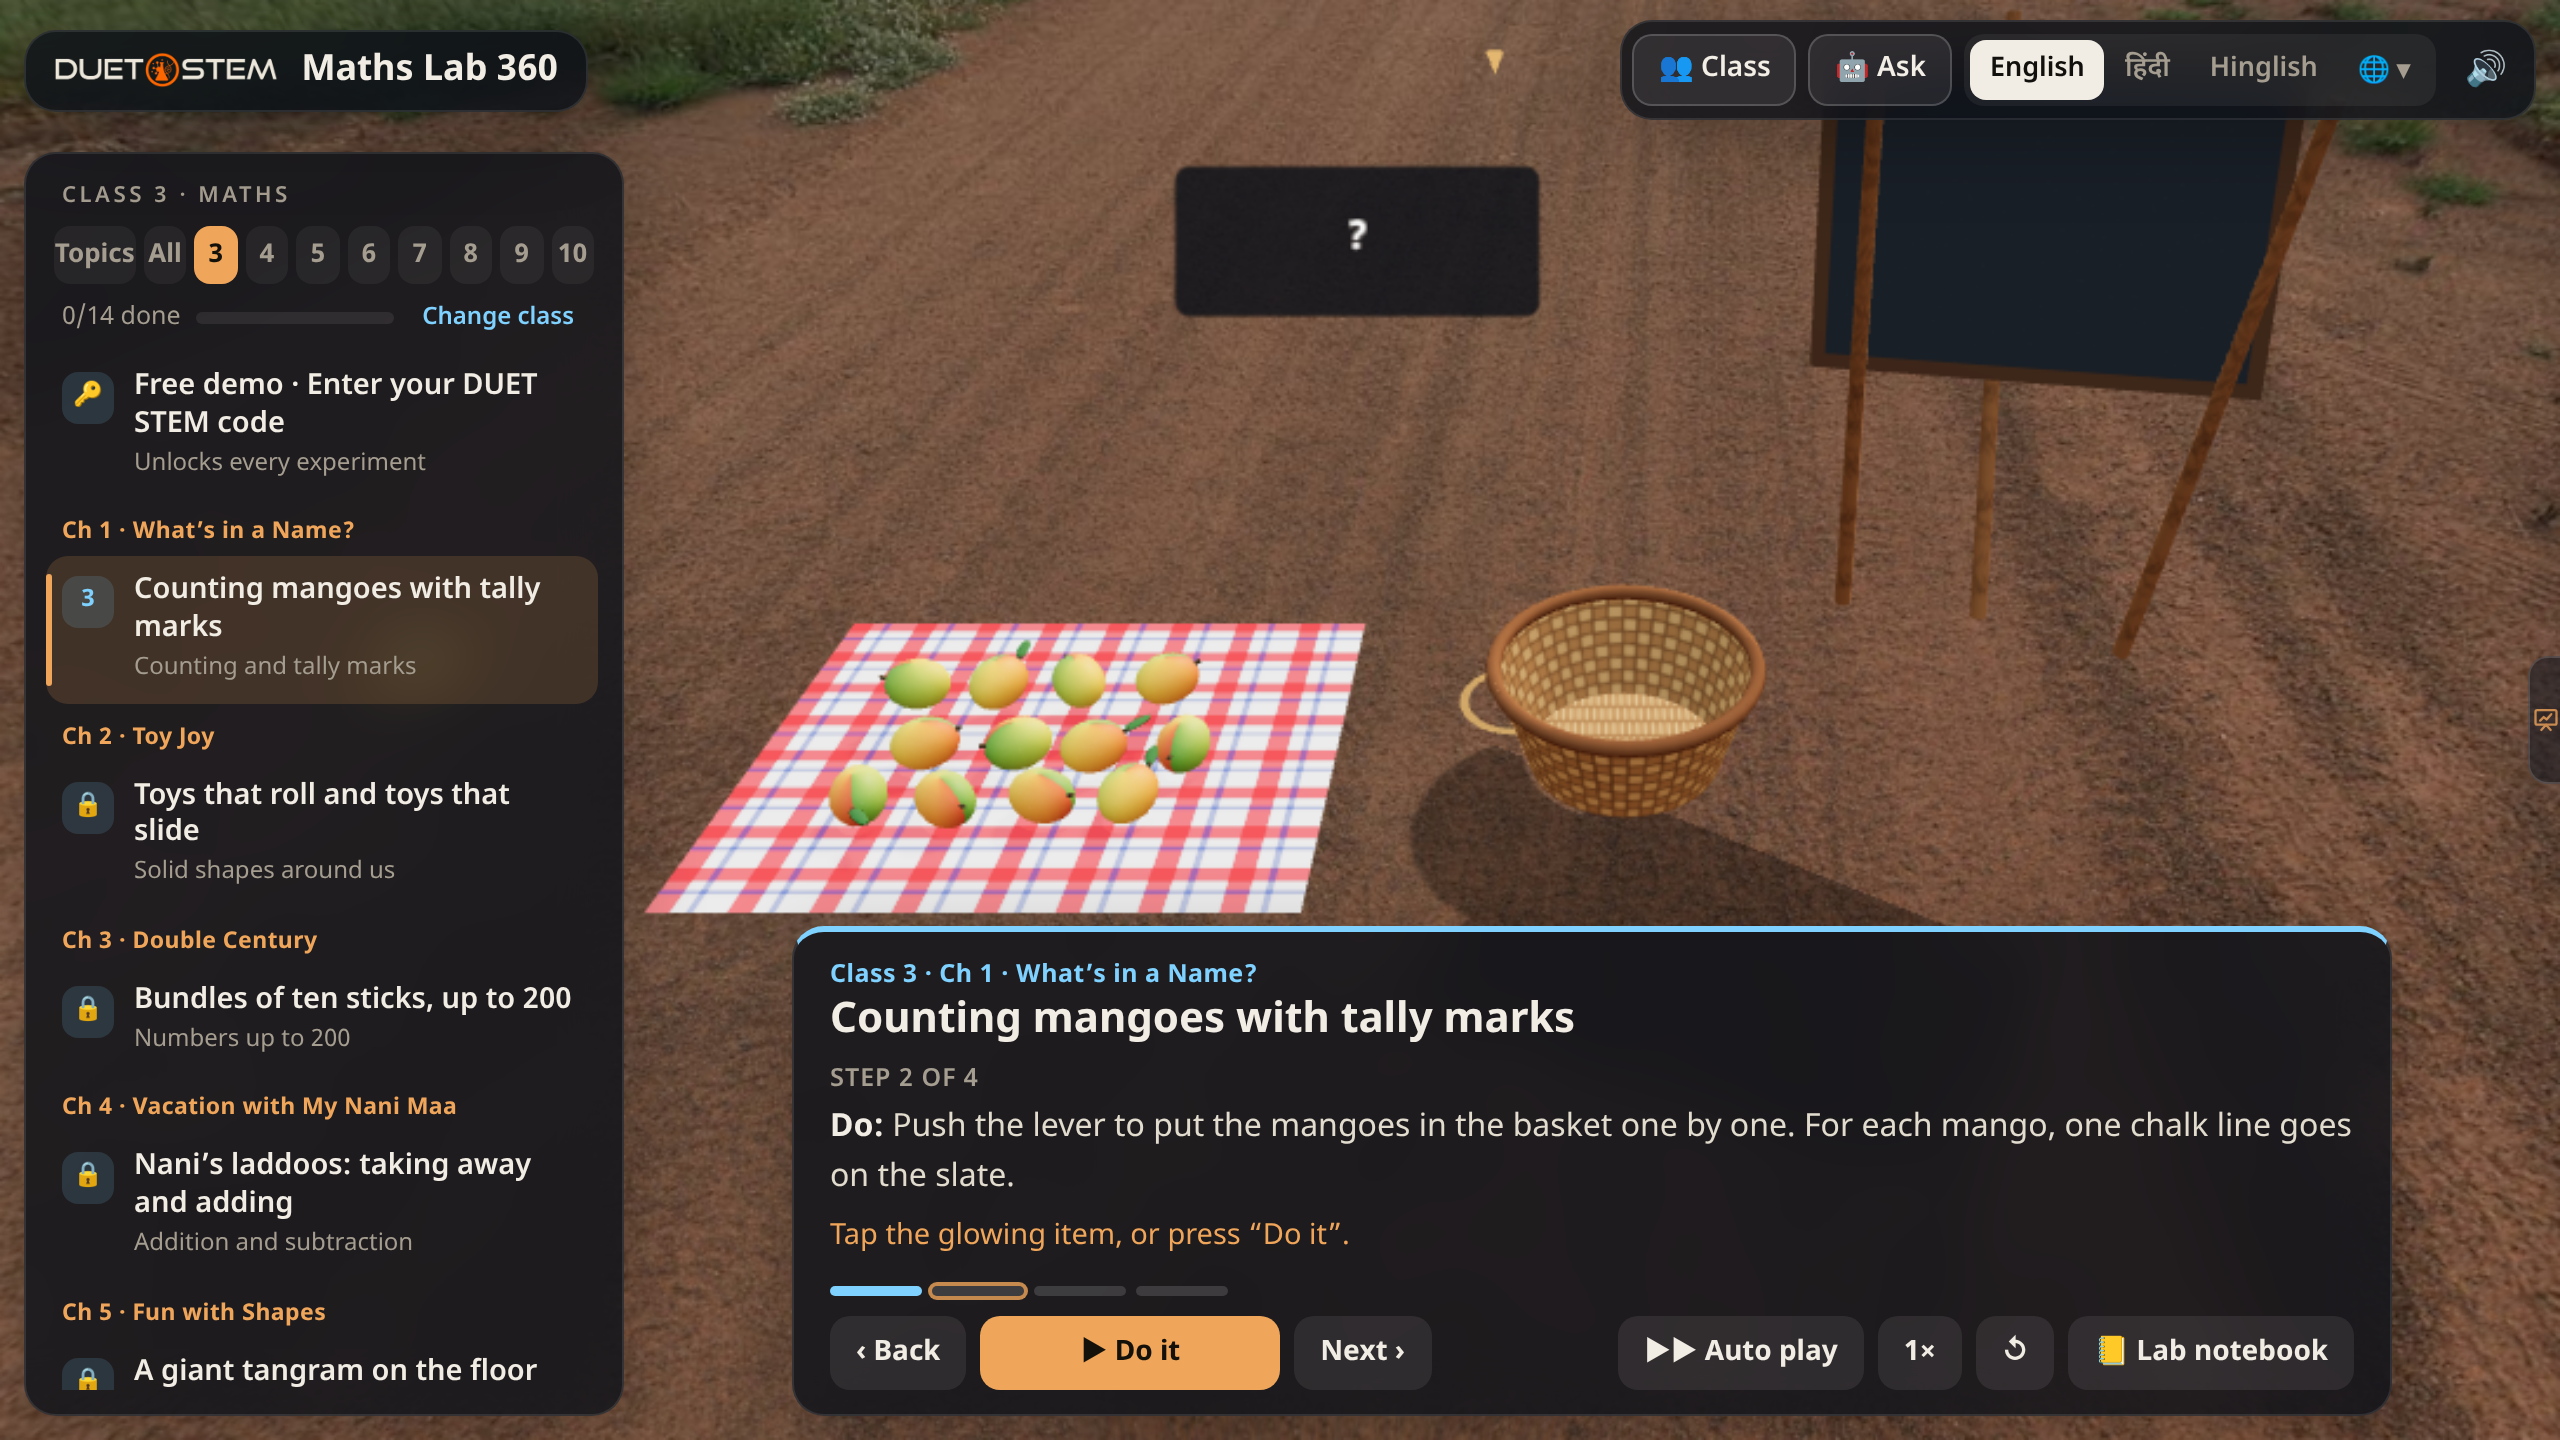 DUET STEM Maths Lab 360
👥 Class 🤖 Ask English हिंदी Hinglish 🌐 ▾ 🔊
CLASS 3 · MATHS
Topics All 3 4 5 6 7 8 9 10
0/14 done Change class
🔑 Free demo · Enter your DUET
STEM code
Unlocks every experiment
Ch 1 · What’s in a Name?
3 Counting mangoes with tally
marks
Counting and tally marks
Ch 2 · Toy Joy
Toys that roll and toys that
slide
Solid shapes around us
Ch 3 · Double Century
Bundles of ten sticks, up to 200
Numbers up to 200
Ch 4 · Vacation with My Nani Maa
Nani’s laddoos: taking away
and adding
Addition and subtraction
Ch 5 · Fun with Shapes
A giant tangram on the floor
?
Class 3 · Ch 1 · What’s in a Name?
Counting mangoes with tally marks
STEP 2 OF 4
Do: Push the lever to put the mangoes in the basket one by one. For each mango, one chalk line goes
on the slate.
Tap the glowing item, or press “Do it”.
‹ Back ▶ Do it Next › ▶▶ Auto play 1× ↺ 📒 Lab notebook